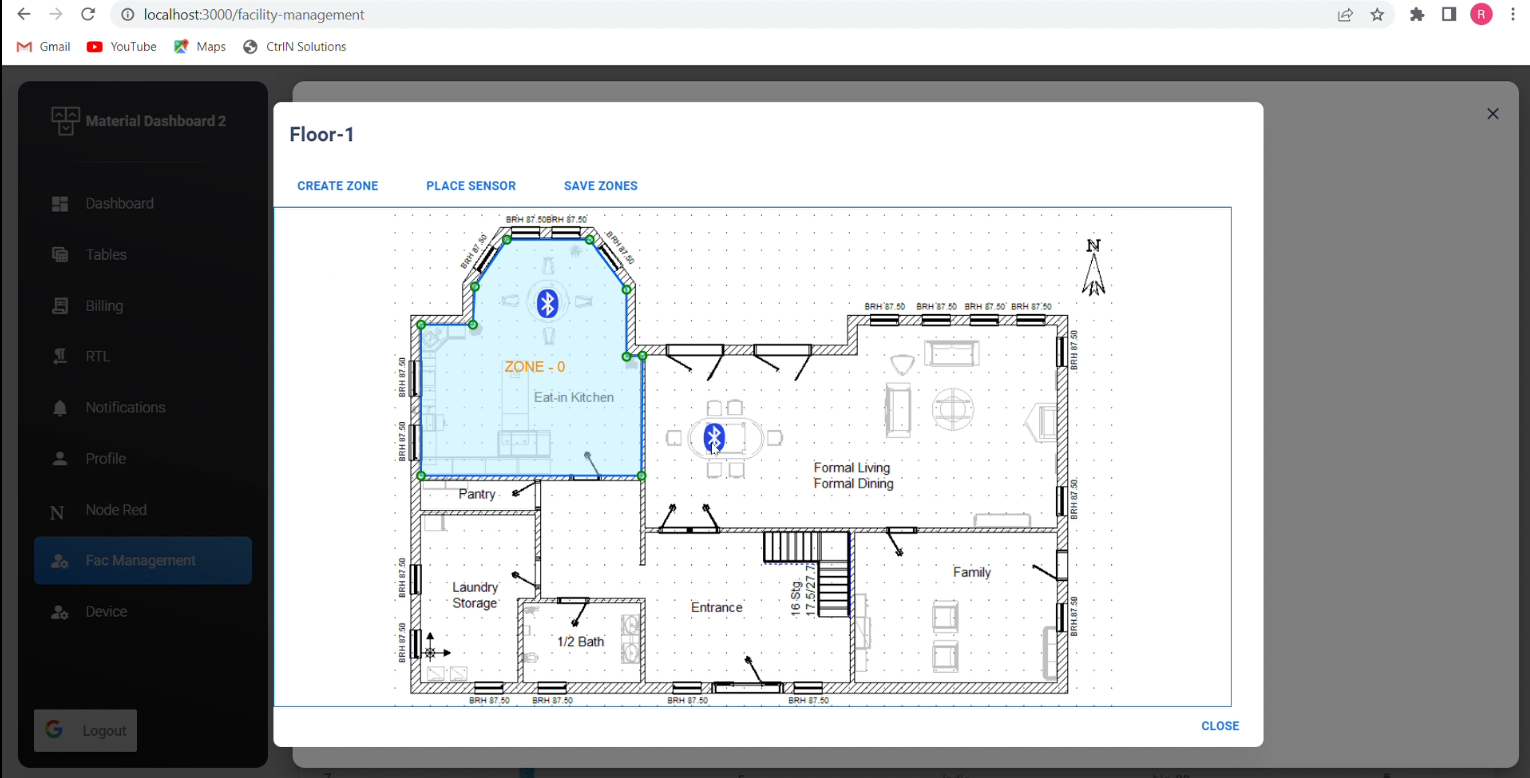 localhost:3000/facility-management
R
Gmail YouTube Maps CtrlN Solutions
Material Dashboard 2
Dashboard
Tables
Billing
RTL
Notifications
Profile
N Node Red
Fac Management
Device
G Logout
Floor-1
CREATE ZONE PLACE SENSOR SAVE ZONES
BRH 87.50 BRH 87.50
BRH 87.50
BRH 87.50
N
BRH 87.50 BRH 87.50 BRH 87.50 BRH 87.50
BRH 87.50
BRH 87.50
ZONE - 0
Eat-in Kitchen
BRH 87.50
Formal Living
Formal Dining
Pantry
BRH 87.50
BRH 87.50
Laundry
Storage
Entrance
16 Stg.
17.5/27.7
Family
1/2 Bath
BRH 87.50
BRH 87.50
BRH 87.50 BRH 87.50 BRH 87.50 BRH 87.50
CLOSE